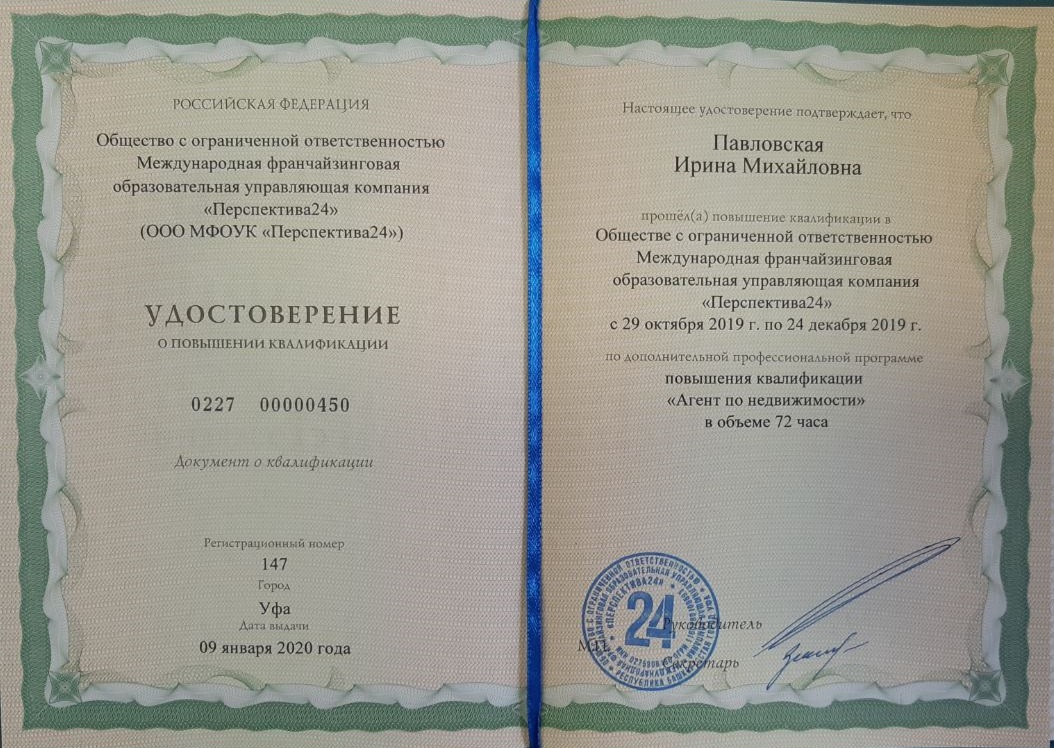 РОССИЙСКАЯ ФЕДЕРАЦИЯ
Общество с ограниченной ответственностью
Международная франчайзинговая
образовательная управляющая компания
«Перспектива24»
(ООО МФОУК «Перспектива24»)
УДОСТОВЕРЕНИЕ
О ПОВЫШЕНИИ КВАЛИФИКАЦИИ
0227 00000450
Документ о квалификации
Регистрационный номер
147
Город
Уфа
Дата выдачи
09 января 2020 года
Настоящее удостоверение подтверждает, что
Павловская
Ирина Михайловна
прошёл(а) повышение квалификации в
Обществе с ограниченной ответственностью
Международная франчайзинговая
образовательная управляющая компания
«Перспектива24»
с 29 октября 2019 г. по 24 декабря 2019 г.
по дополнительной профессиональной программе
повышения квалификации
«Агент по недвижимости»
в объеме 72 часа
24
«ПЕРСПЕКТИВА24»
РЕСПУБЛИКА
Руководитель
Секретарь